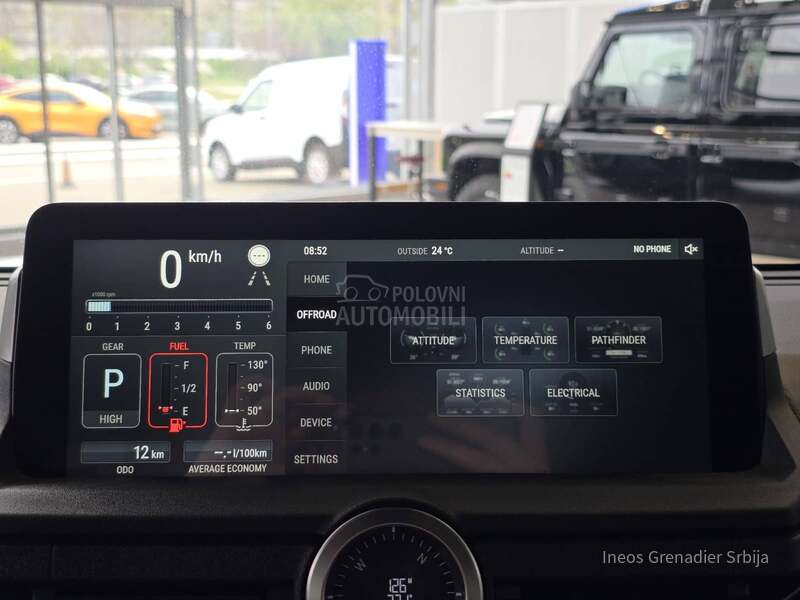 0 km/h
08:52
OUTSIDE 24 °C
ALTITUDE --
NO PHONE
x1000 rpm
0 1 2 3 4 5 6
GEAR
P
HIGH
FUEL
F
1/2
E
TEMP
130°
90°
50°
12 km
ODO
--.- l/100km
AVERAGE ECONOMY
HOME
OFFROAD
PHONE
AUDIO
DEVICE
SETTINGS
POLOVNI
AUTOMOBILI
ATTITUDE
TEMPERATURE
PATHFINDER
STATISTICS
ELECTRICAL
W
N
126
Ineos Grenadier Srbija